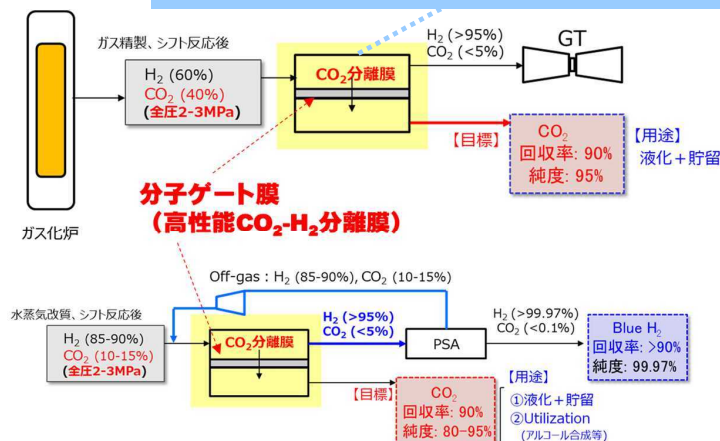 ガス精製、シフト反応後
H₂ (60%)
CO₂ (40%)
(全圧2-3MPa)
CO₂分離膜
H₂ (>95%)
CO₂ (<5%)
GT
【目標】
CO₂
回収率: 90%
純度: 95%
【用途】
液化+貯留
ガス化炉
分子ゲート膜
(高性能CO₂-H₂分離膜)
Off-gas : H₂ (85-90%), CO₂ (10-15%)
水蒸気改質、シフト反応後
H₂ (85-90%)
CO₂ (10-15%)
(全圧2-3MPa)
CO₂分離膜
H₂ (>95%)
CO₂ (<5%)
PSA
H₂ (>99.97%)
CO₂ (<0.1%)
Blue H₂
回収率: >90%
純度: 99.97%
【目標】
CO₂
回収率: 90%
純度: 80-95%
【用途】
①液化+貯留
②Utilization
(アルコール合成等)